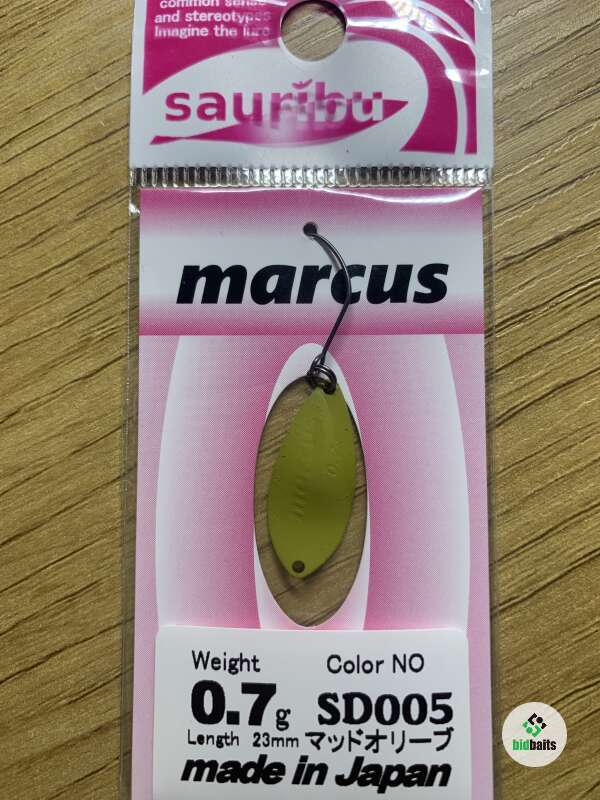 common sense
and stereotypes
Imagine the lure
sauribu
marcus
Weight
Color NO
0.7g SD005
Length 23mm マッドオリーブ
made in Japan
bidbaits